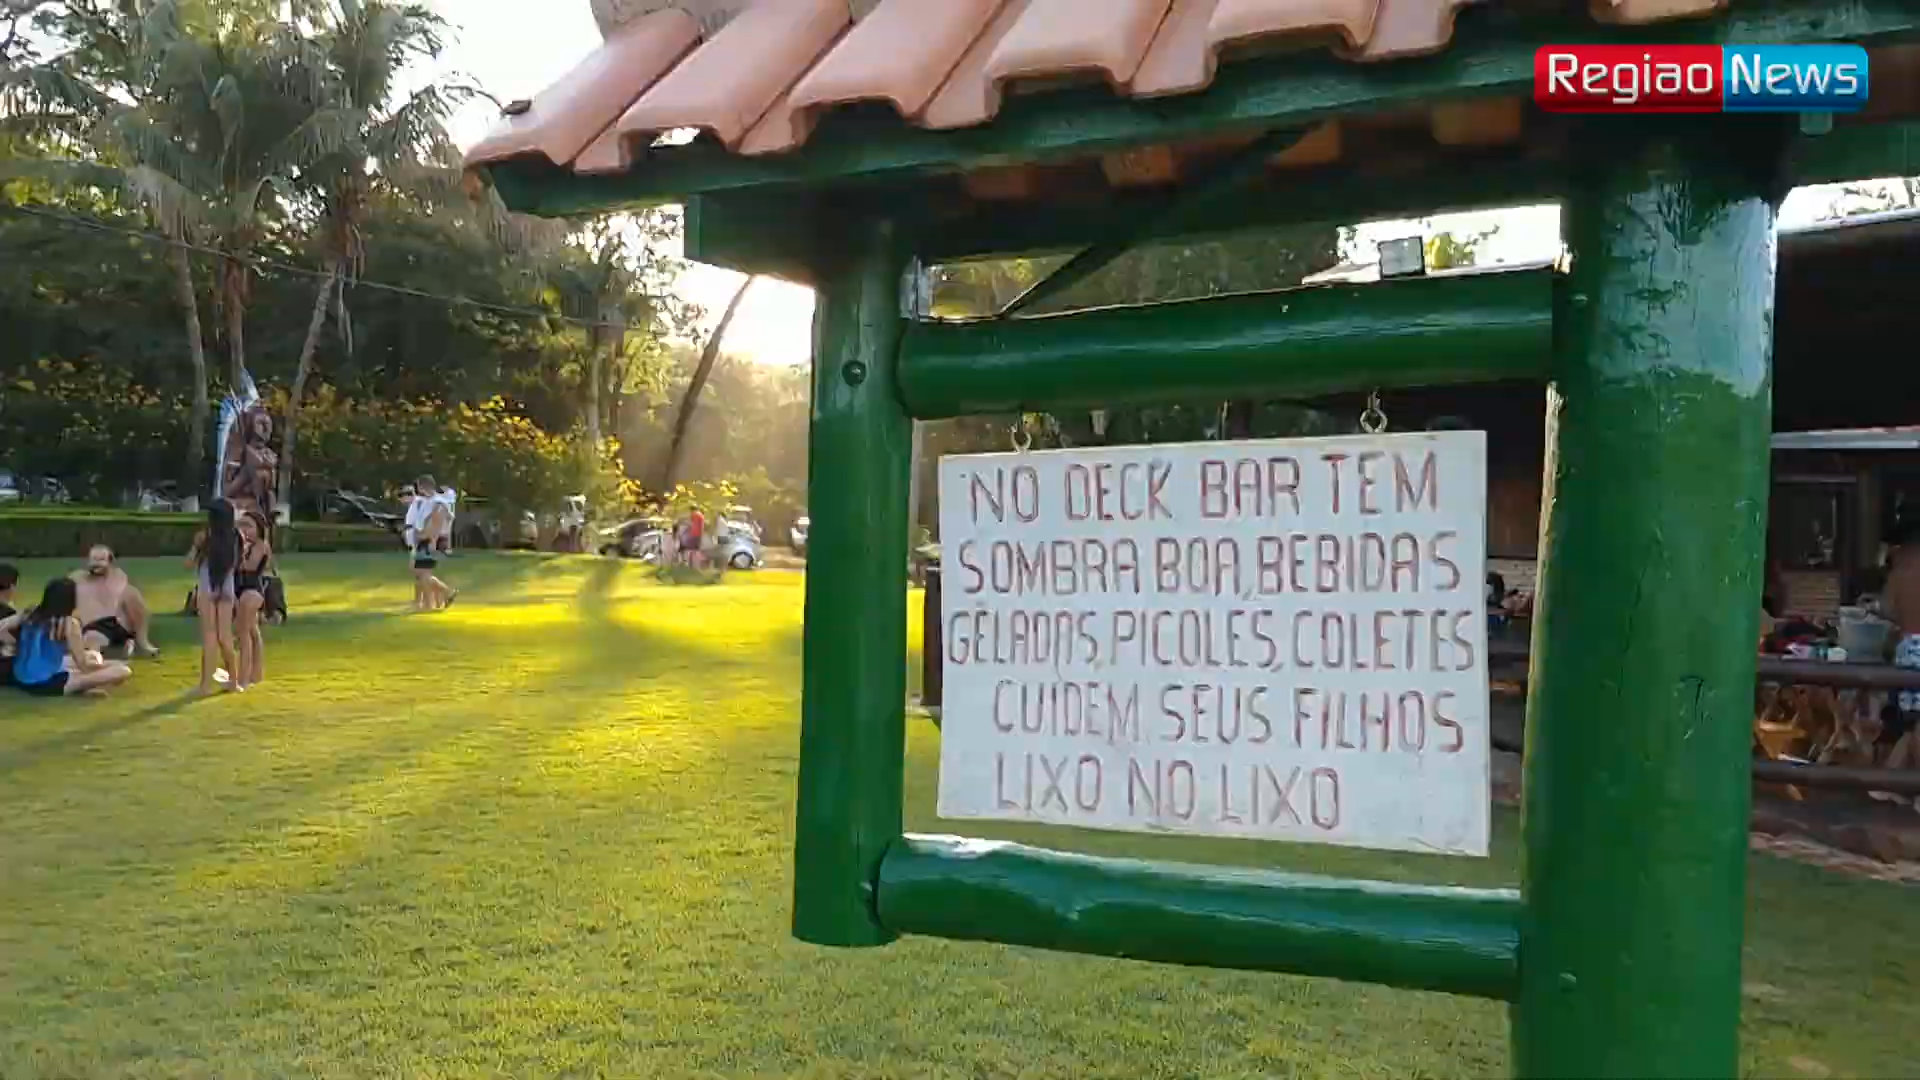 Regiao News
NO DECK BAR TEM
SOMBRA BOA, BEBIDAS
GELADAS, PICOLES, COLETES
CUIDEM SEUS FILHOS
LIXO NO LIXO